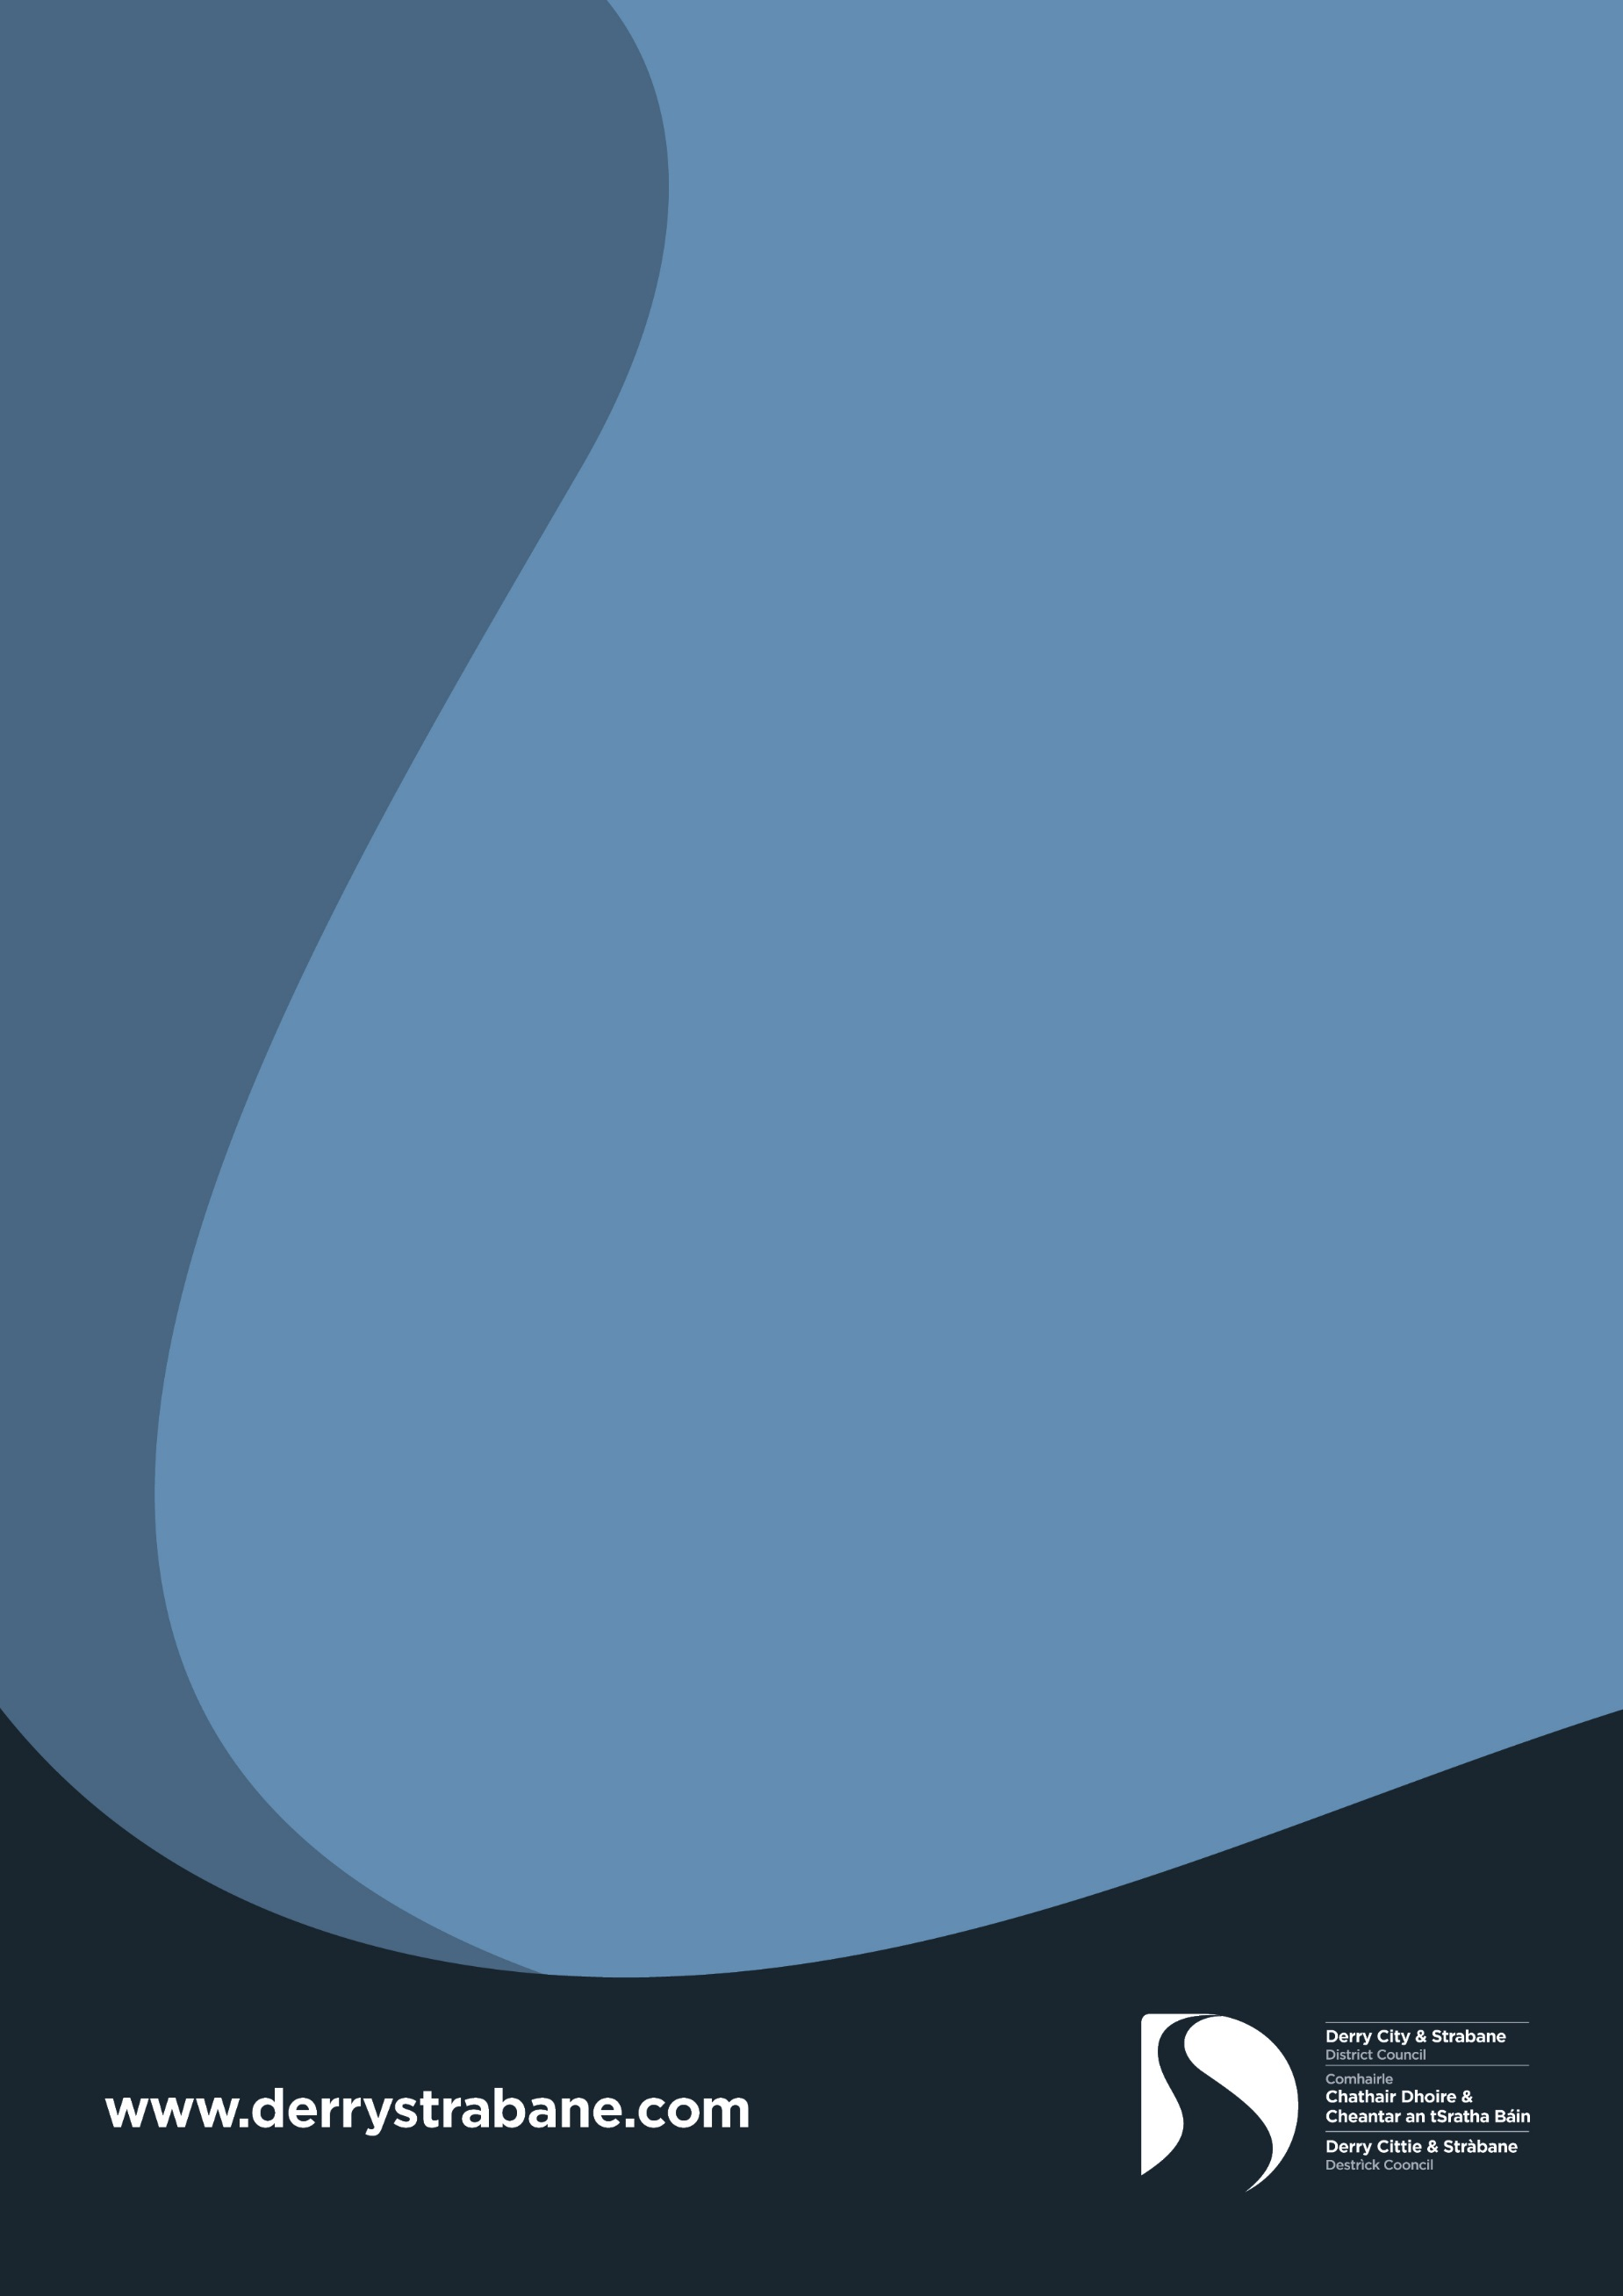 www.derrystrabane.com
Derry City & Strabane
District Council
Comhairle
Chathair Dhoire &
Cheantar an tSratha Báin
Derry Cittie & Stràbane
Destrìck Cooncil